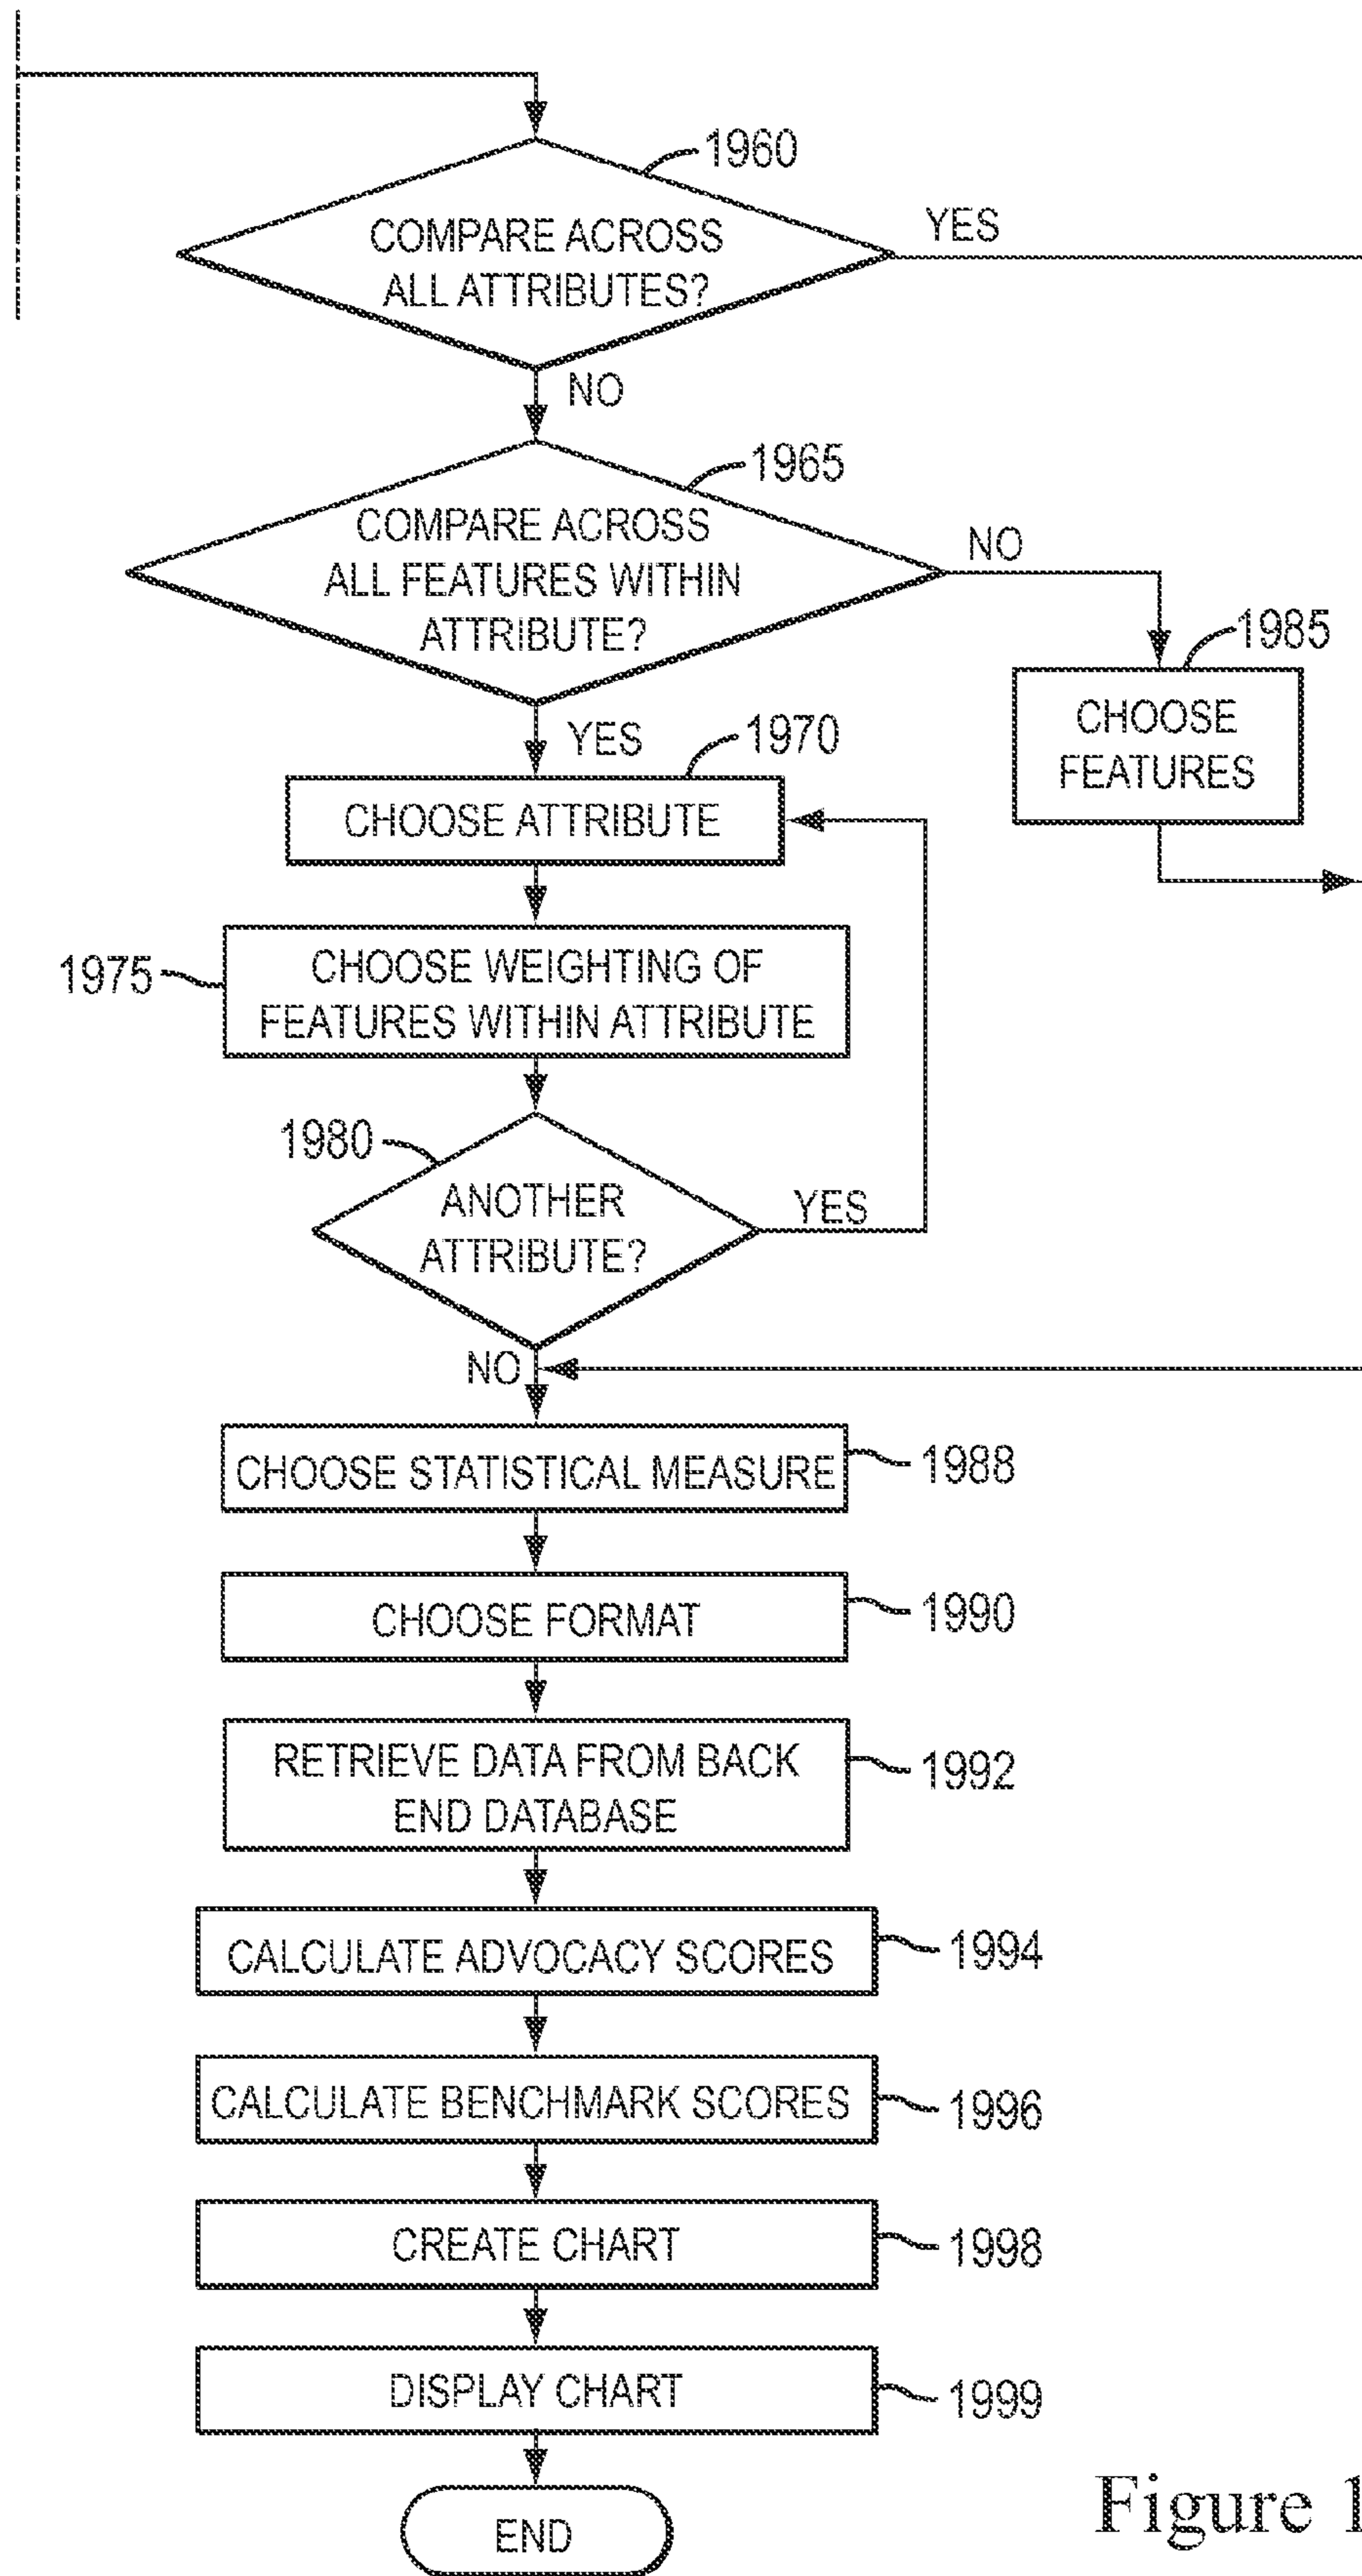 1960
COMPARE ACROSS
ALL ATTRIBUTES?
YES
NO
1965
COMPARE ACROSS
ALL FEATURES WITHIN
ATTRIBUTE?
NO
1985
CHOOSE
FEATURES
YES
1970
CHOOSE ATTRIBUTE
1975
CHOOSE WEIGHTING OF
FEATURES WITHIN ATTRIBUTE
1980
ANOTHER
ATTRIBUTE?
YES
NO
CHOOSE STATISTICAL MEASURE
1988
CHOOSE FORMAT
1990
RETRIEVE DATA FROM BACK
END DATABASE
1992
CALCULATE ADVOCACY SCORES
1994
CALCULATE BENCHMARK SCORES
1996
CREATE CHART
1998
DISPLAY CHART
1999
END
Figure 1